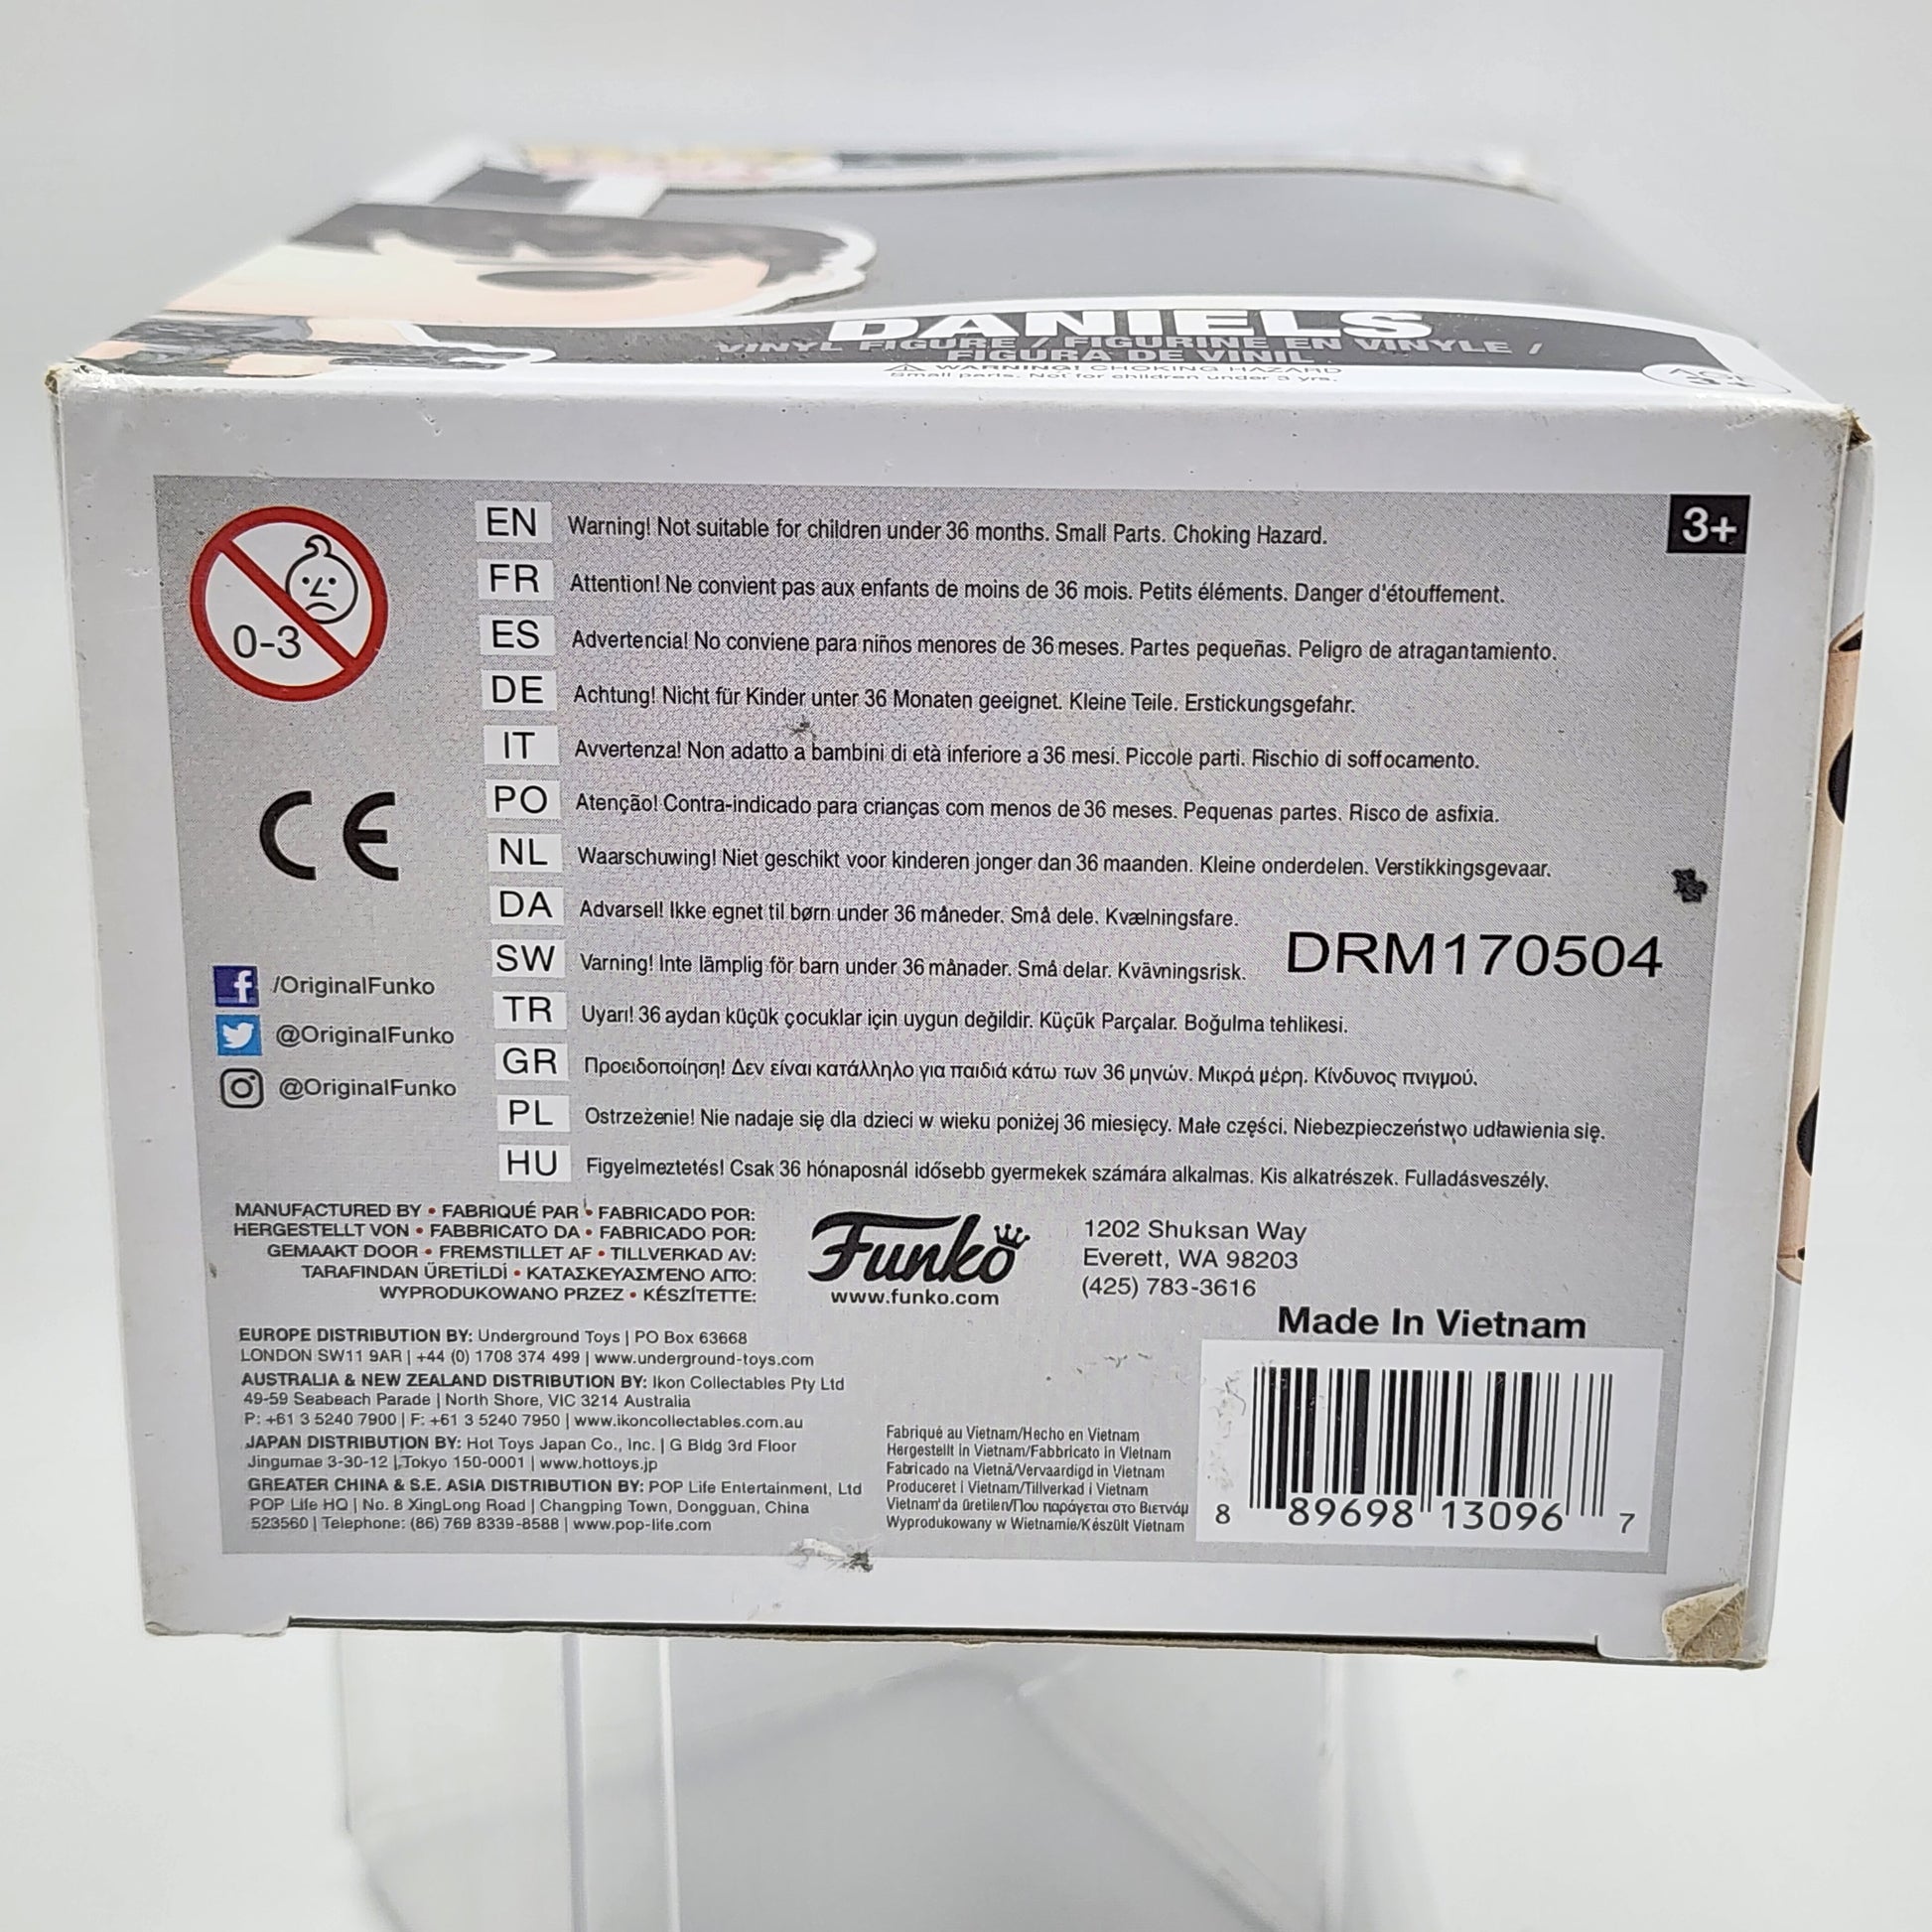 DANIELS
VINYL FIGURE / FIGURINE EN VINYLE /
FIGURA DE VINIL
⚠ WARNING! CHOKING HAZARD
Small parts. Not for children under 3 yrs.
AGE
3+
3+
0-3
EN Warning! Not suitable for children under 36 months. Small Parts. Choking Hazard.
FR Attention! Ne convient pas aux enfants de moins de 36 mois. Petits éléments. Danger d'étouffement.
ES Advertencia! No conviene para niños menores de 36 meses. Partes pequeñas. Peligro de atragantamiento.
DE Achtung! Nicht für Kinder unter 36 Monaten geeignet. Kleine Teile. Erstickungsgefahr.
IT Avvertenza! Non adatto a bambini di età inferiore a 36 mesi. Piccole parti. Rischio di soffocamento.
PO Atenção! Contra-indicado para crianças com menos de 36 meses. Pequenas partes. Risco de asfixia.
NL Waarschuwing! Niet geschikt voor kinderen jonger dan 36 maanden. Kleine onderdelen. Verstikkingsgevaar.
DA Advarsel! Ikke egnet til børn under 36 måneder. Små dele. Kvælningsfare.
SW Varning! Inte lämplig för barn under 36 månader. Små delar. Kvävningsrisk.
TR Uyarı! 36 aydan küçük çocuklar için uygun değildir. Küçük Parçalar. Boğulma tehlikesi.
GR Προειδοποίηση! Δεν είναι κατάλληλο για παιδιά κάτω των 36 μηνών. Μικρά μέρη. Κίνδυνος πνιγμού.
PL Ostrzeżenie! Nie nadaje się dla dzieci w wieku poniżej 36 miesięcy. Małe części. Niebezpieczeństwo udławienia się.
HU Figyelmeztetés! Csak 36 hónaposnál idősebb gyermekek számára alkalmas. Kis alkatrészek. Fulladásveszély.
DRM170504
CE
/OriginalFunko
@OriginalFunko
@OriginalFunko
MANUFACTURED BY • FABRIQUÉ PAR • FABRICADO POR:
HERGESTELLT VON • FABBRICATO DA • FABRICADO POR:
GEMAAKT DOOR • FREMSTILLET AF • TILLVERKAD AV:
TARAFINDAN ÜRETİLDİ • ΚΑΤΑΣΚΕΥΑΣΜΈΝΟ ΑΠΌ:
WYPRODUKOWANO PRZEZ • KÉSZÍTETTE:
Funko
www.funko.com
1202 Shuksan Way
Everett, WA 98203
(425) 783-3616
EUROPE DISTRIBUTION BY: Underground Toys | PO Box 63668
LONDON SW11 9AR | +44 (0) 1708 374 499 | www.underground-toys.com
AUSTRALIA & NEW ZEALAND DISTRIBUTION BY: Ikon Collectables Pty Ltd
49-59 Seabeach Parade | North Shore, VIC 3214 Australia
P: +61 3 5240 7900 | F: +61 3 5240 7950 | www.ikoncollectables.com.au
JAPAN DISTRIBUTION BY: Hot Toys Japan Co., Inc. | G Bldg 3rd Floor
Jingumae 3-30-12 | Tokyo 150-0001 | www.hottoys.jp
GREATER CHINA & S.E. ASIA DISTRIBUTION BY: POP Life Entertainment, Ltd
POP Life HQ | No. 8 XingLong Road | Changping Town, Dongguan, China
523560 | Telephone: (86) 769 8339-8588 | www.pop-life.com
Fabriqué au Vietnam/Hecho en Vietnam
Hergestellt in Vietnam/Fabbricato in Vietnam
Fabricado na Vietnã/Vervaardigd in Vietnam
Produceret i Vietnam/Tillverkad i Vietnam
Vietnam'da üretilen/Που παράγεται στο Βιετνάμ
Wyprodukowany w Wietnamie/Készült Vietnam
Made In Vietnam
8 89698 13096 7